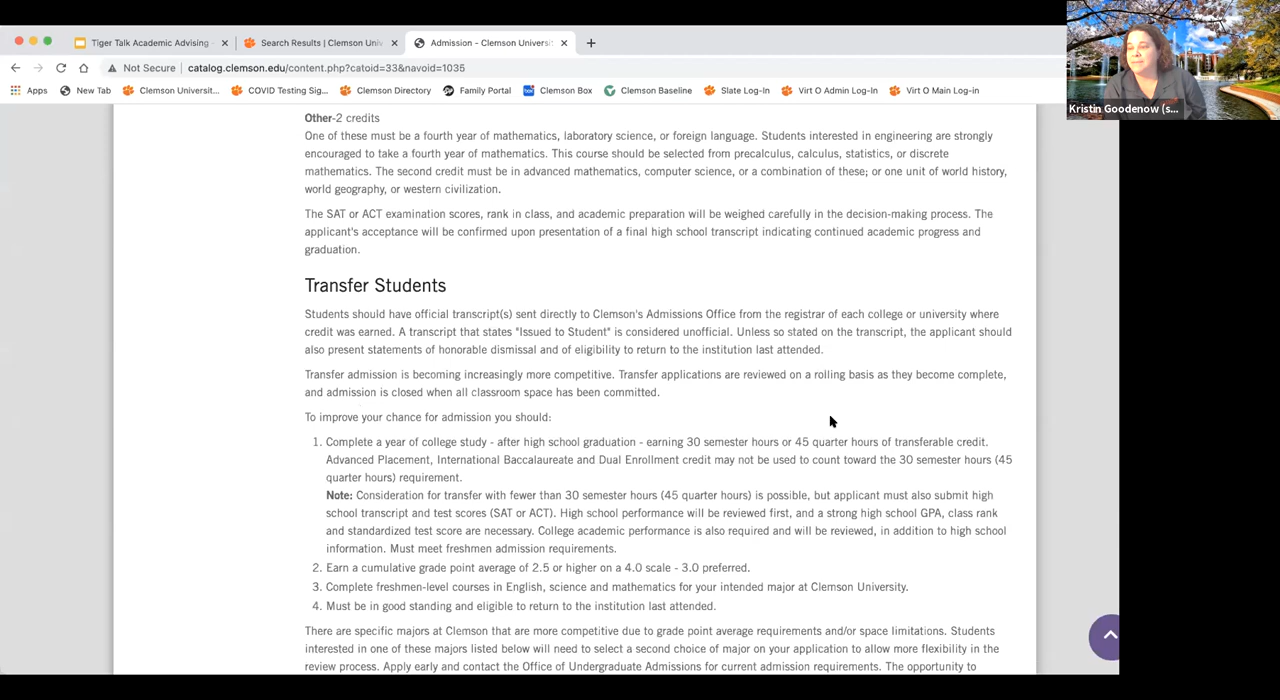 Tiger Talk Academic Advising -
Search Results | Clemson Univ
Admission - Clemson Universit
Not Secure | catalog.clemson.edu/content.php?catoid=33&navoid=1035
Apps New Tab Clemson Universit... COVID Testing Sig... Clemson Directory Family Portal Clemson Box Clemson Baseline Slate Log-In Virt O Admin Log-in Virt O Main Log-in
Kristin Goodenow (s...
Other-2 credits
One of these must be a fourth year of mathematics, laboratory science, or foreign language. Students interested in engineering are strongly
encouraged to take a fourth year of mathematics. This course should be selected from precalculus, calculus, statistics, or discrete
mathematics. The second credit must be in advanced mathematics, computer science, or a combination of these; or one unit of world history,
world geography, or western civilization.
The SAT or ACT examination scores, rank in class, and academic preparation will be weighed carefully in the decision-making process. The
applicant's acceptance will be confirmed upon presentation of a final high school transcript indicating continued academic progress and
graduation.
Transfer Students
Students should have official transcript(s) sent directly to Clemson's Admissions Office from the registrar of each college or university where
credit was earned. A transcript that states "Issued to Student" is considered unofficial. Unless so stated on the transcript, the applicant should
also present statements of honorable dismissal and of eligibility to return to the institution last attended.
Transfer admission is becoming increasingly more competitive. Transfer applications are reviewed on a rolling basis as they become complete,
and admission is closed when all classroom space has been committed.
To improve your chance for admission you should:
1. Complete a year of college study - after high school graduation - earning 30 semester hours or 45 quarter hours of transferable credit.
Advanced Placement, International Baccalaureate and Dual Enrollment credit may not be used to count toward the 30 semester hours (45
quarter hours) requirement.
Note: Consideration for transfer with fewer than 30 semester hours (45 quarter hours) is possible, but applicant must also submit high
school transcript and test scores (SAT or ACT). High school performance will be reviewed first, and a strong high school GPA, class rank
and standardized test score are necessary. College academic performance is also required and will be reviewed, in addition to high school
information. Must meet freshmen admission requirements.
2. Earn a cumulative grade point average of 2.5 or higher on a 4.0 scale - 3.0 preferred.
3. Complete freshmen-level courses in English, science and mathematics for your intended major at Clemson University.
4. Must be in good standing and eligible to return to the institution last attended.
There are specific majors at Clemson that are more competitive due to grade point average requirements and/or space limitations. Students
interested in one of these majors listed below will need to select a second choice of major on your application to allow more flexibility in the
review process. Apply early and contact the Office of Undergraduate Admissions for current admission requirements. The opportunity to